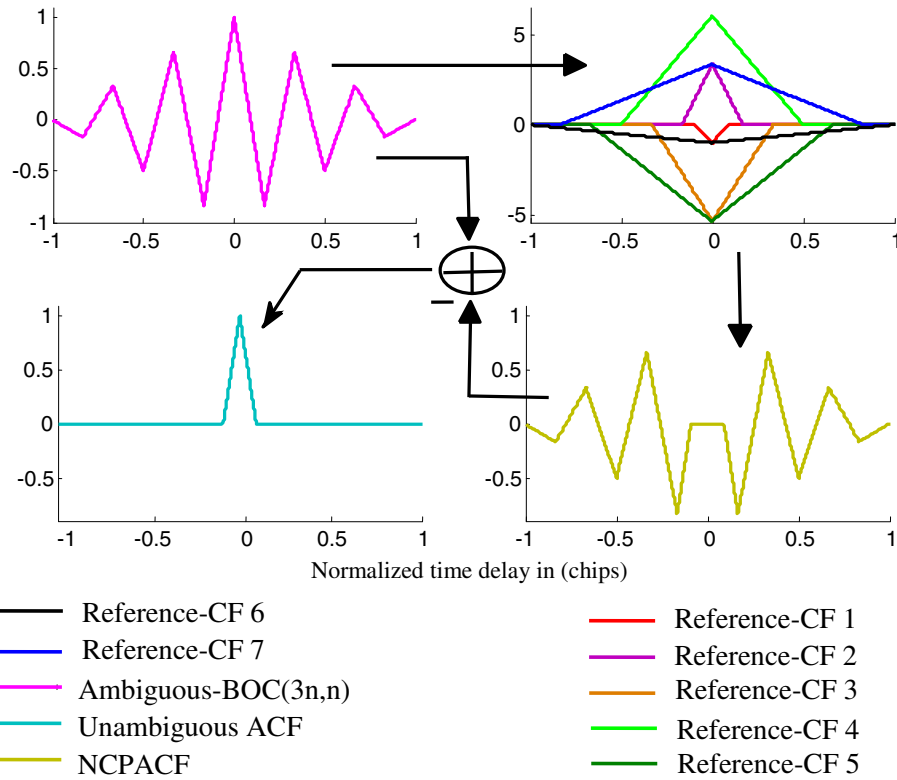 1
0.5
0
-0.5
-1
-1 -0.5 0 0.5 1
5
0
-5
-1 -0.5 0 0.5 1
1
0.5
0
-0.5
-1 -0.5 0 0.5 1
1
0.5
0
-0.5
-1 -0.5 0 0.5 1
Normalized time delay in (chips)
Reference-CF 6
Reference-CF 7
Ambiguous-BOC(3n,n)
Unambiguous ACF
NCPACF
Reference-CF 1
Reference-CF 2
Reference-CF 3
Reference-CF 4
Reference-CF 5